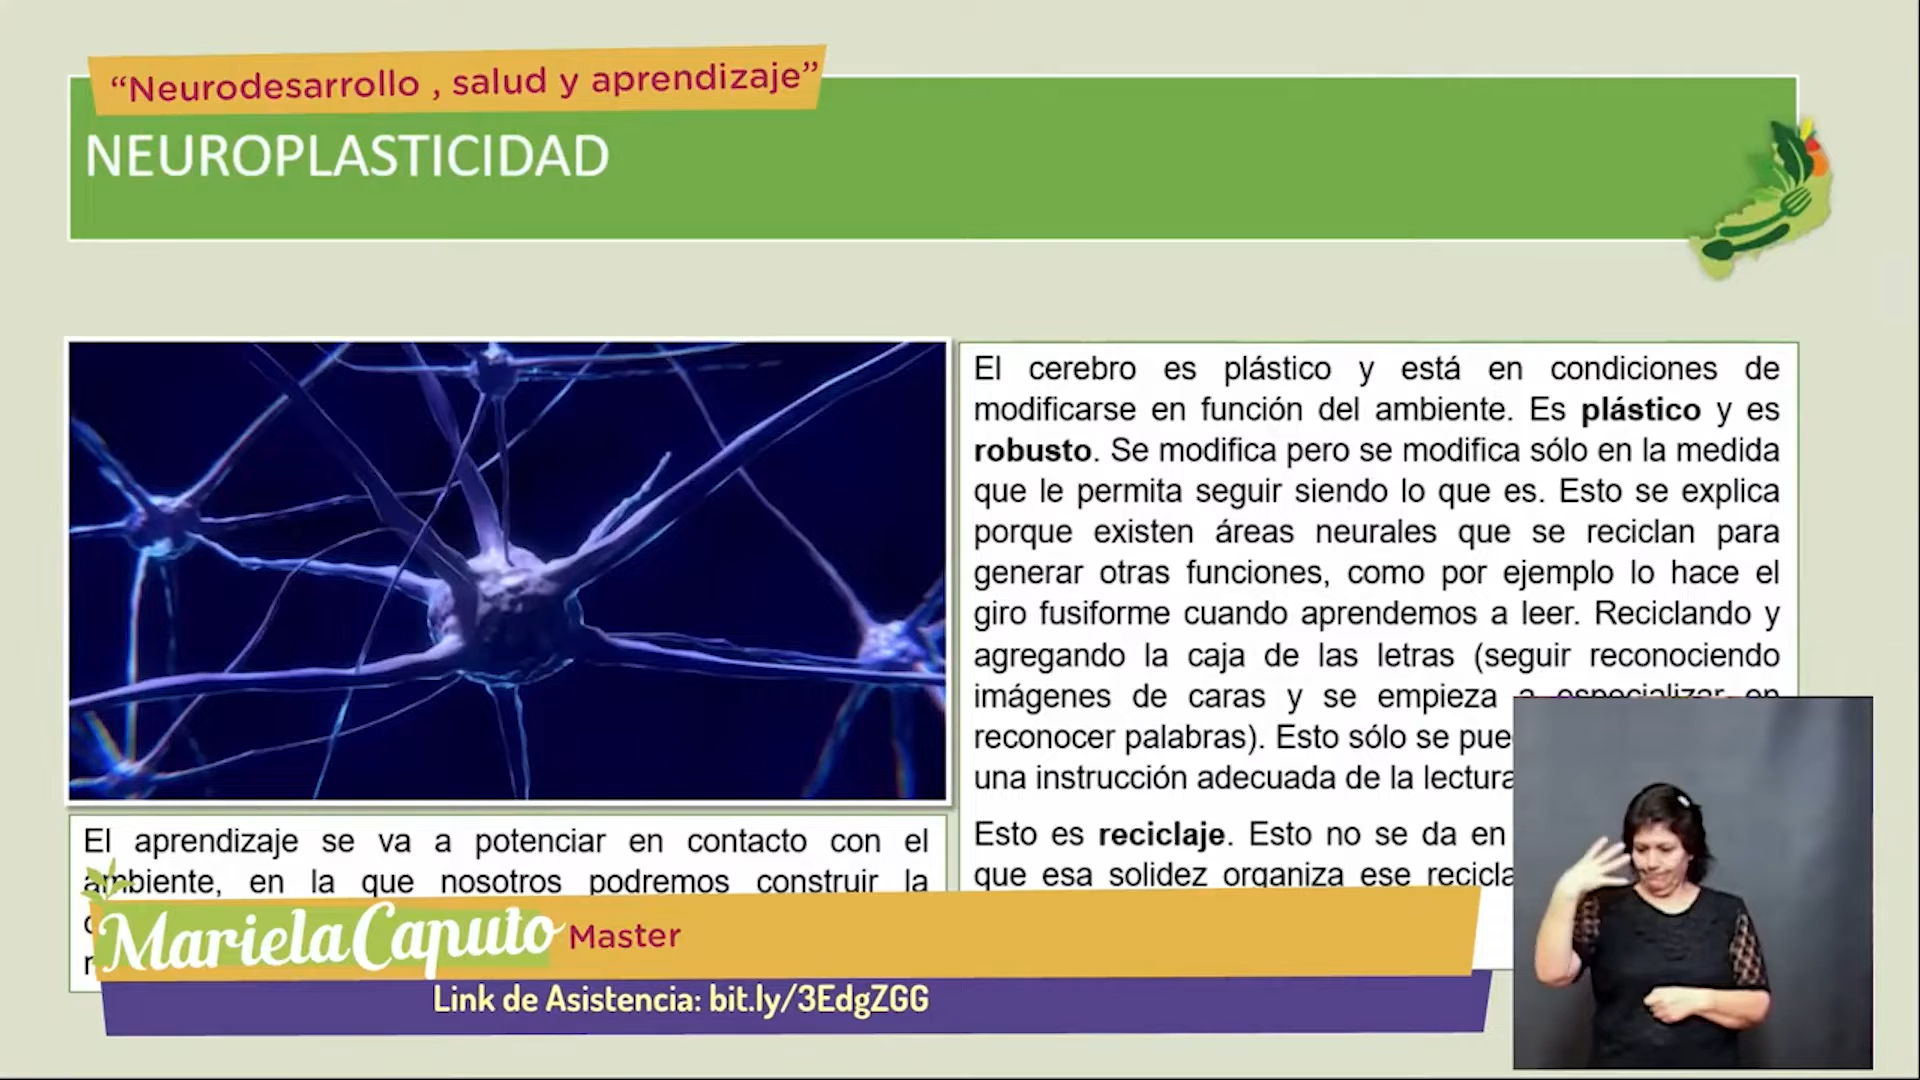 “Neurodesarrollo , salud y aprendizaje”
NEUROPLASTICIDAD
El cerebro es plástico y está en condiciones de
modificarse en función del ambiente. Es plástico y es
robusto. Se modifica pero se modifica sólo en la medida
que le permita seguir siendo lo que es. Esto se explica
porque existen áreas neurales que se reciclan para
generar otras funciones, como por ejemplo lo hace el
giro fusiforme cuando aprendemos a leer. Reciclando y
agregando la caja de las letras (seguir reconociendo
imágenes de caras y se empieza a especializar en
reconocer palabras). Esto sólo se
una instrucción adecuada de la lectura
Esto es reciclaje. Esto no se da en
que esa solidez organiza ese
El aprendizaje se va a potenciar en contacto con el
ambiente, en la que nosotros podremos construir la
Mariela Caputo Master
Link de Asistencia: bit.ly/3EdgZGG